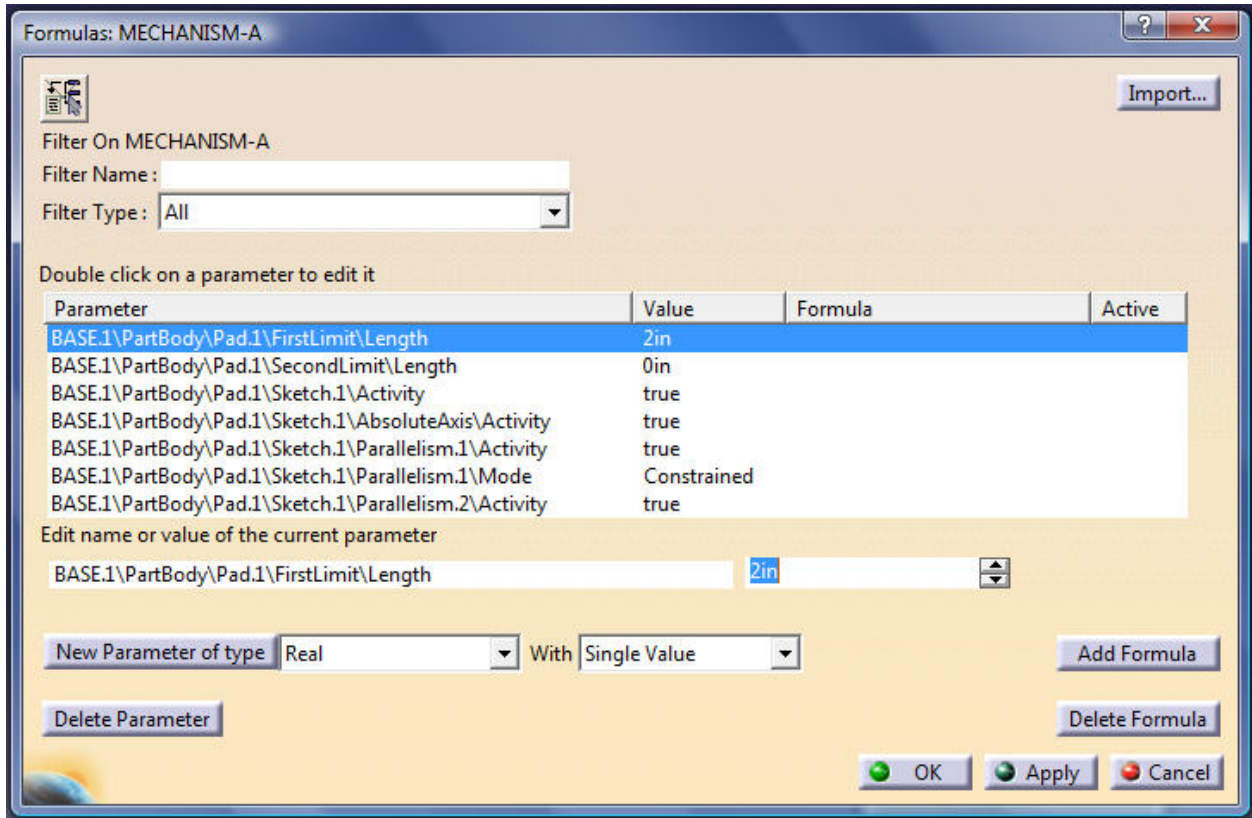 Formulas: MECHANISM-A
?
X
Import...
Filter On MECHANISM-A
Filter Name :
Filter Type : All
Double click on a parameter to edit it
Parameter Value Formula Active
BASE.1\PartBody\Pad.1\FirstLimit\Length 2in
BASE.1\PartBody\Pad.1\SecondLimit\Length 0in
BASE.1\PartBody\Pad.1\Sketch.1\Activity true
BASE.1\PartBody\Pad.1\Sketch.1\AbsoluteAxis\Activity true
BASE.1\PartBody\Pad.1\Sketch.1\Parallelism.1\Activity true
BASE.1\PartBody\Pad.1\Sketch.1\Parallelism.1\Mode Constrained
BASE.1\PartBody\Pad.1\Sketch.1\Parallelism.2\Activity true
Edit name or value of the current parameter
BASE.1\PartBody\Pad.1\FirstLimit\Length 2in
New Parameter of type Real With Single Value Add Formula
Delete Parameter Delete Formula
OK Apply Cancel